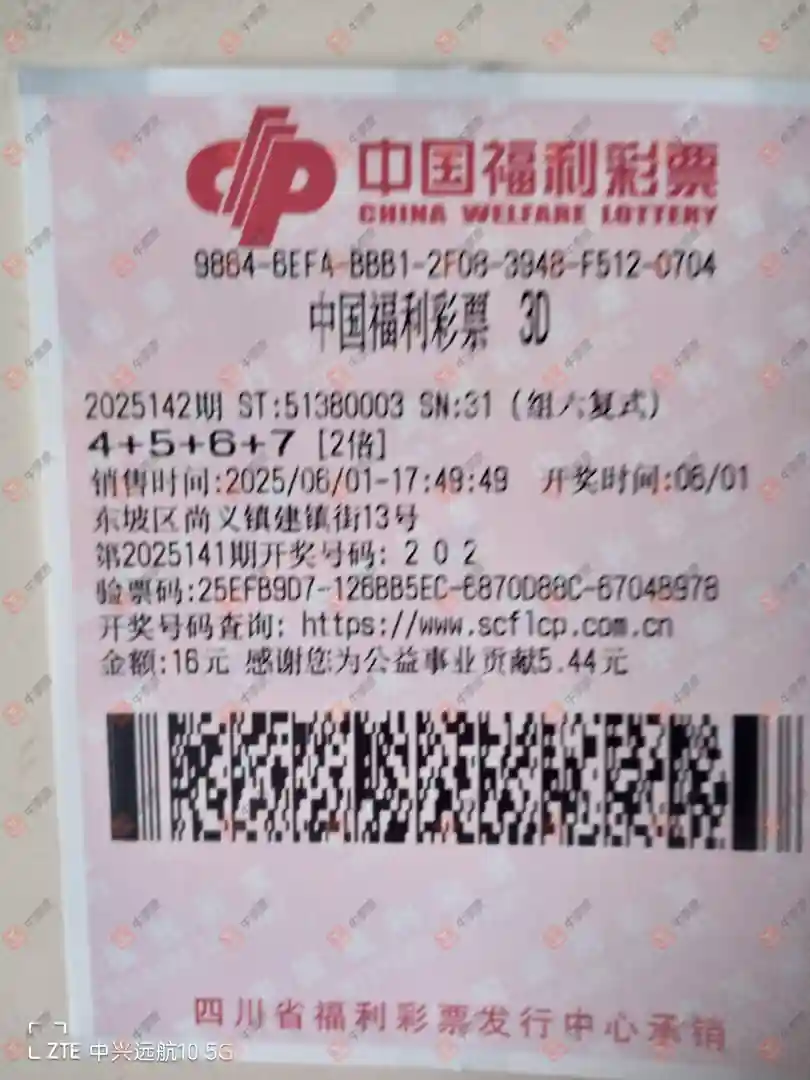 中国福利彩票
CHINA WELFARE LOTTERY
9884-6EFA-BBB1-2F08-3948-F512-0704
中国福利彩票 3D
2025142期 ST:51380003 SN:31 (组六复式)
4+5+6+7 [2倍]
销售时间:2025/06/01-17:49:49 开奖时间:06/01
东坡区尚义镇建镇街13号
第2025141期开奖号码: 2 0 2
验票码:25EFB9D7-126BB5EC-6870D88C-67048978
开奖号码查询: https://www.scflcp.com.cn
金额:16元 感谢您为公益事业贡献5.44元
四川省福利彩票发行中心承销
ZTE 中兴远航10 5G